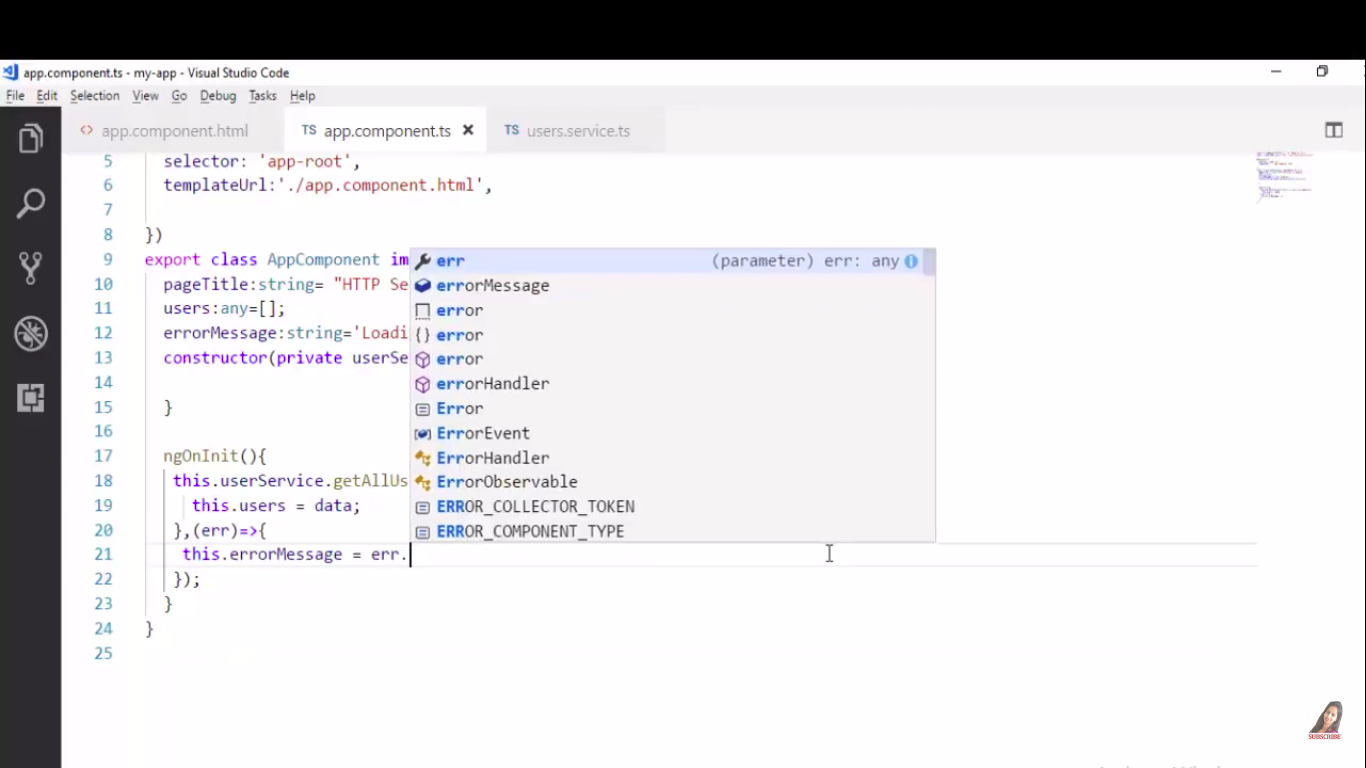 app.component.ts - my-app - Visual Studio Code
File Edit Selection View Go Debug Tasks Help
<> app.component.html TS app.component.ts × TS users.service.ts
5 selector: 'app-root',
6 templateUrl:'./app.component.html',
7
8 })
9 export class AppComponent im
10 pageTitle:string= "HTTP Se
11 users:any=[];
12 errorMessage:string='Loadi
13 constructor(private userSe
14
15 }
16
17 ngOnInit(){
18 this.userService.getAllUs
19 this.users = data;
20 },(err)=>{
21 this.errorMessage = err.
22 });
23 }
24 }
25
err (parameter) err: any
errorMessage
error
{} error
error
errorHandler
Error
ErrorEvent
ErrorHandler
ErrorObservable
ERROR_COLLECTOR_TOKEN
ERROR_COMPONENT_TYPE
SUBSCRIBE